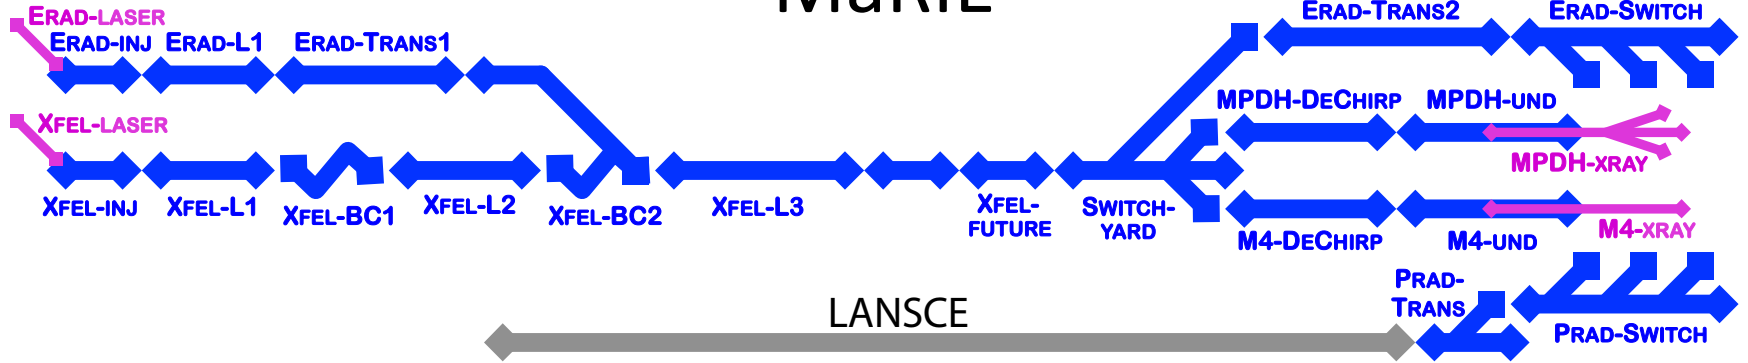 MaRIE
ERAD-LASER
ERAD-INJ
ERAD-L1
ERAD-TRANS1
ERAD-TRANS2
ERAD-SWITCH
XFEL-LASER
MPDH-DECHIRP
MPDH-UND
MPDH-XRAY
XFEL-INJ
XFEL-L1
XFEL-BC1
XFEL-L2
XFEL-BC2
XFEL-L3
XFEL-
FUTURE
SWITCH-
YARD
M4-DECHIRP
M4-UND
M4-XRAY
LANSCE
PRAD-
TRANS
PRAD-SWITCH